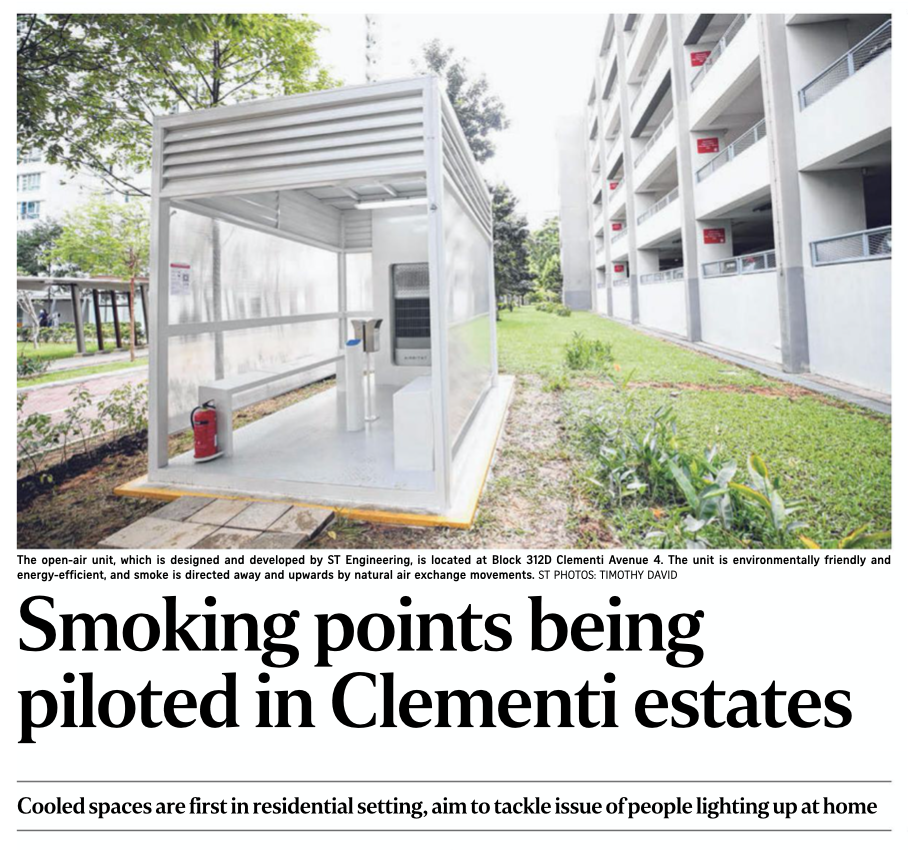 The open-air unit, which is designed and developed by ST Engineering, is located at Block 312D Clementi Avenue 4. The unit is environmentally friendly and
energy-efficient, and smoke is directed away and upwards by natural air exchange movements. ST PHOTOS: TIMOTHY DAVID
Smoking points being
piloted in Clementi estates
Cooled spaces are first in residential setting, aim to tackle issue of people lighting up at home